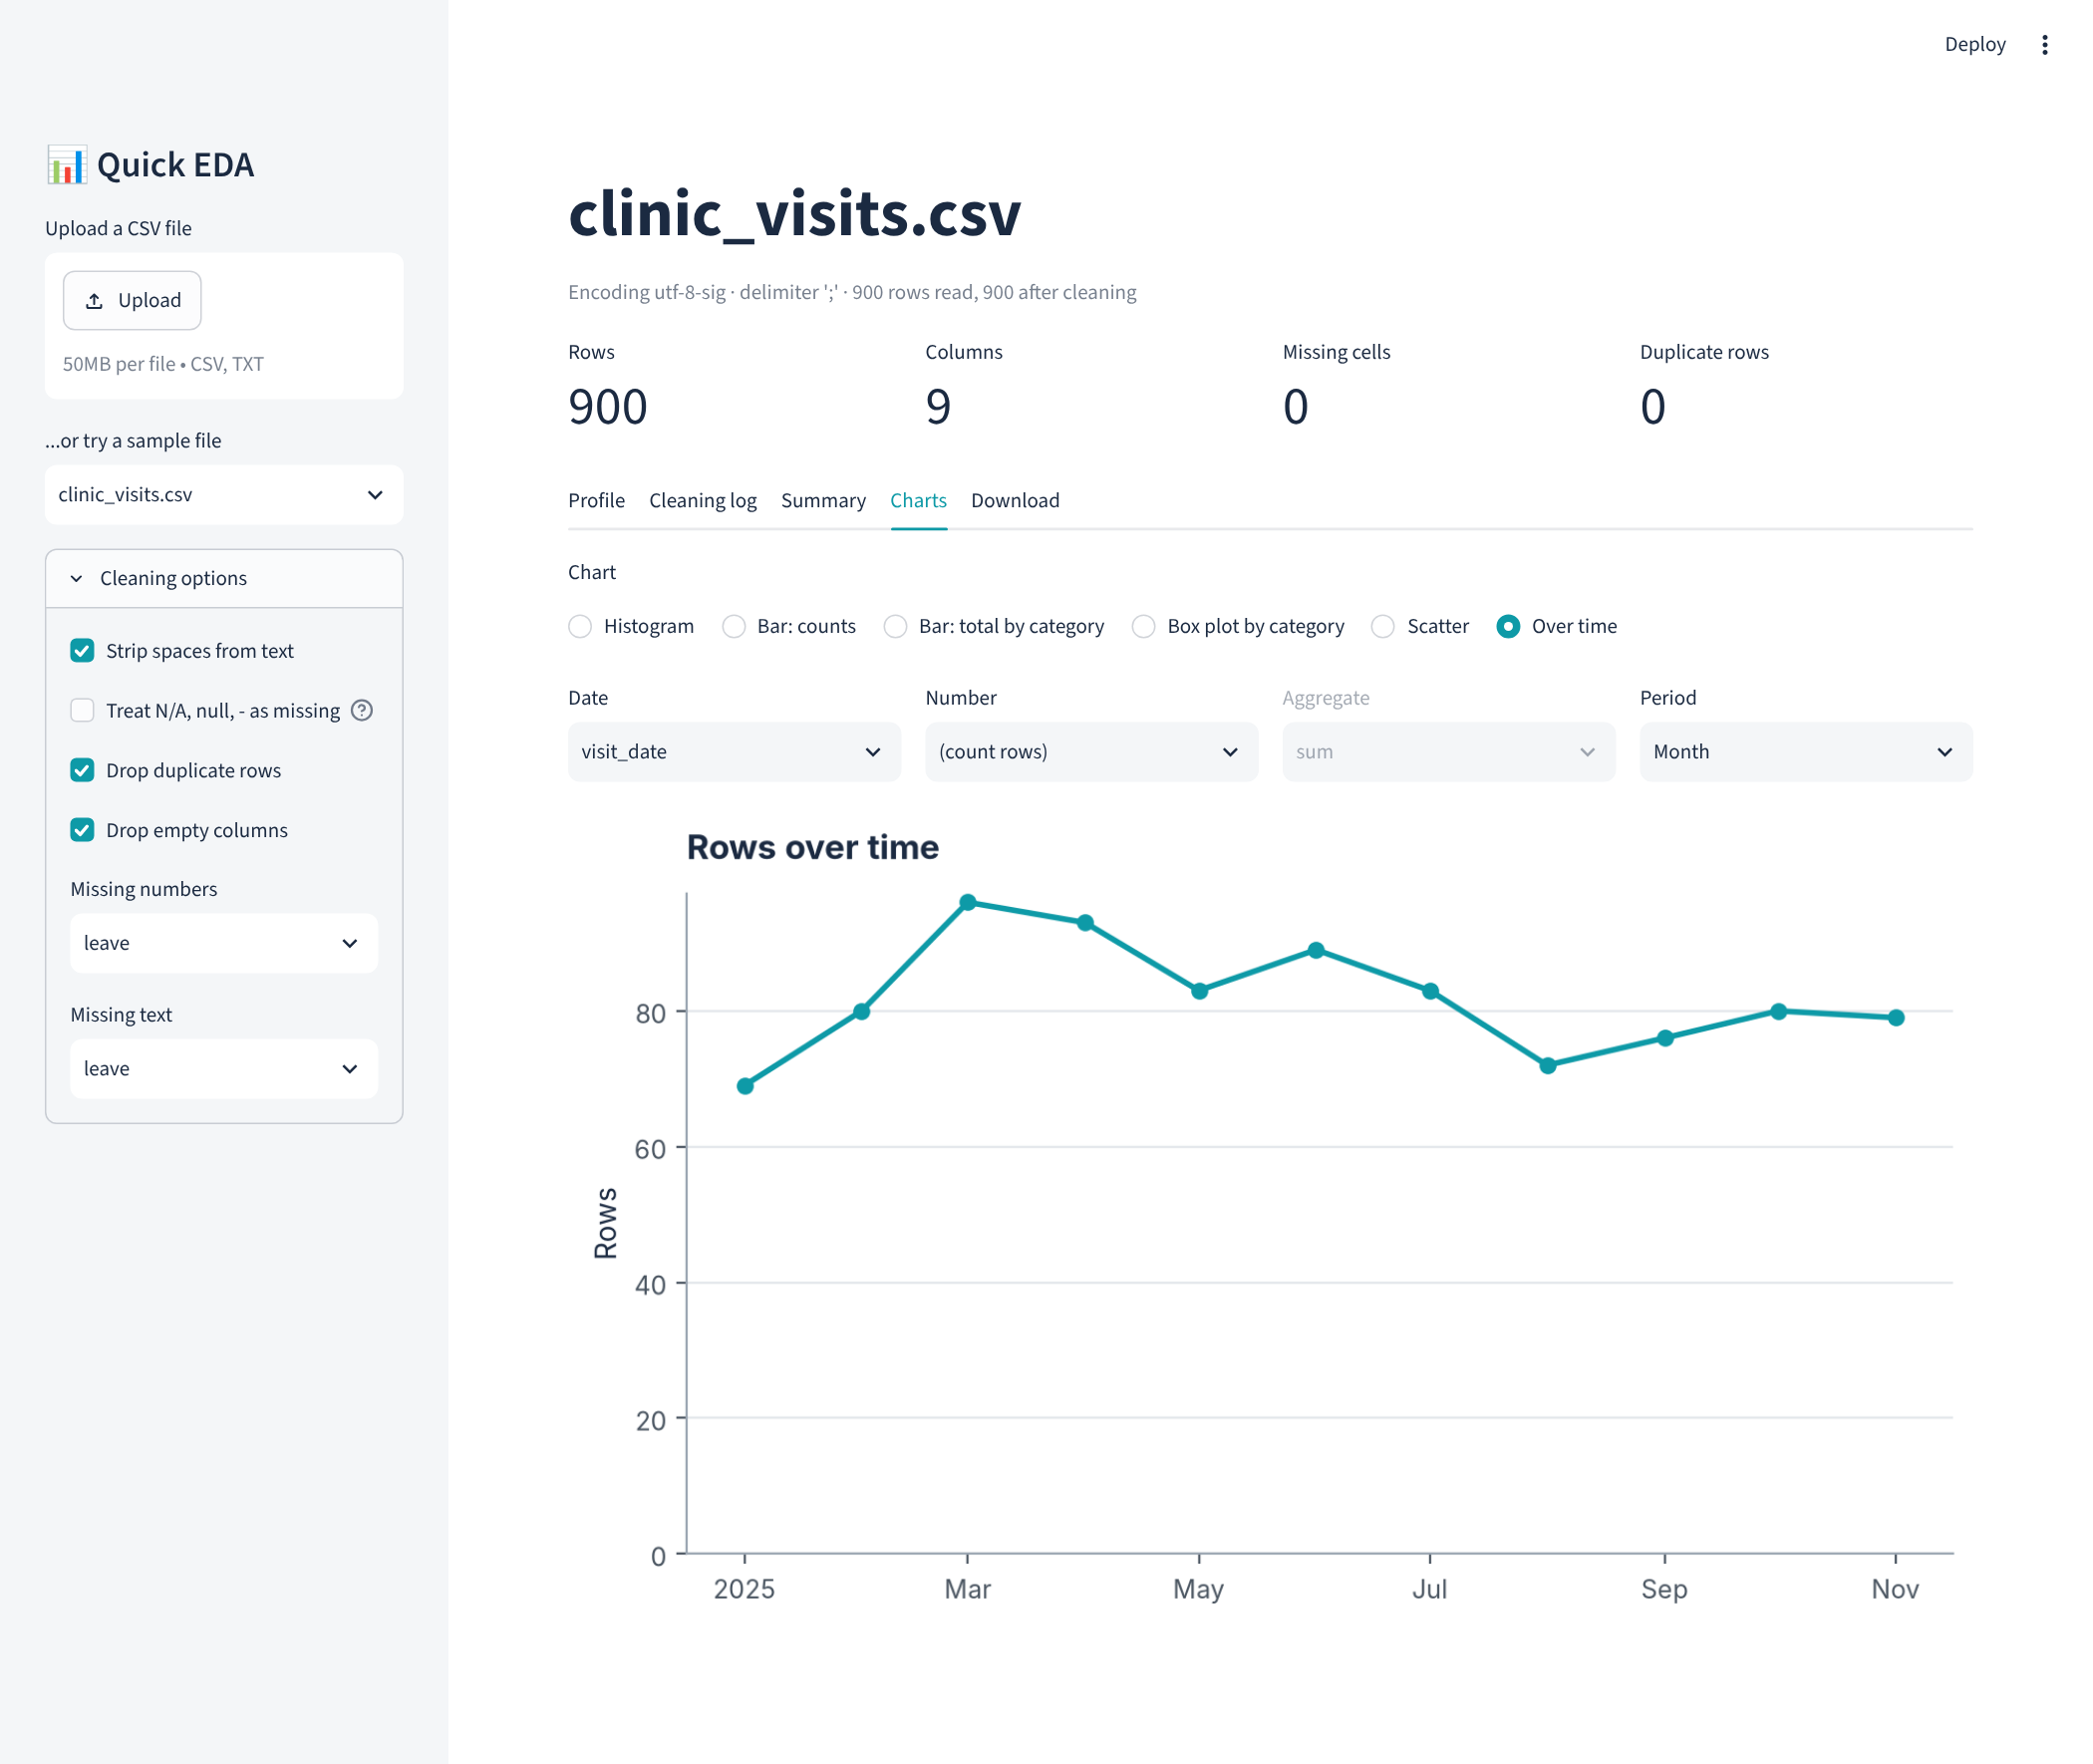 Deploy
📊 Quick EDA
Upload a CSV file
Upload
50MB per file • CSV, TXT
...or try a sample file
clinic_visits.csv
Cleaning options
Strip spaces from text
Treat N/A, null, - as missing
Drop duplicate rows
Drop empty columns
Missing numbers
leave
Missing text
leave
clinic_visits.csv
Encoding utf-8-sig · delimiter ';' · 900 rows read, 900 after cleaning
Rows Columns Missing cells Duplicate rows
900 9 0 0
Profile Cleaning log Summary Charts Download
Chart
Histogram Bar: counts Bar: total by category Box plot by category Scatter Over time
Date Number Aggregate Period
visit_date (count rows) sum Month
Rows over time
80
60
40
20
0
Rows
2025 Mar May Jul Sep Nov